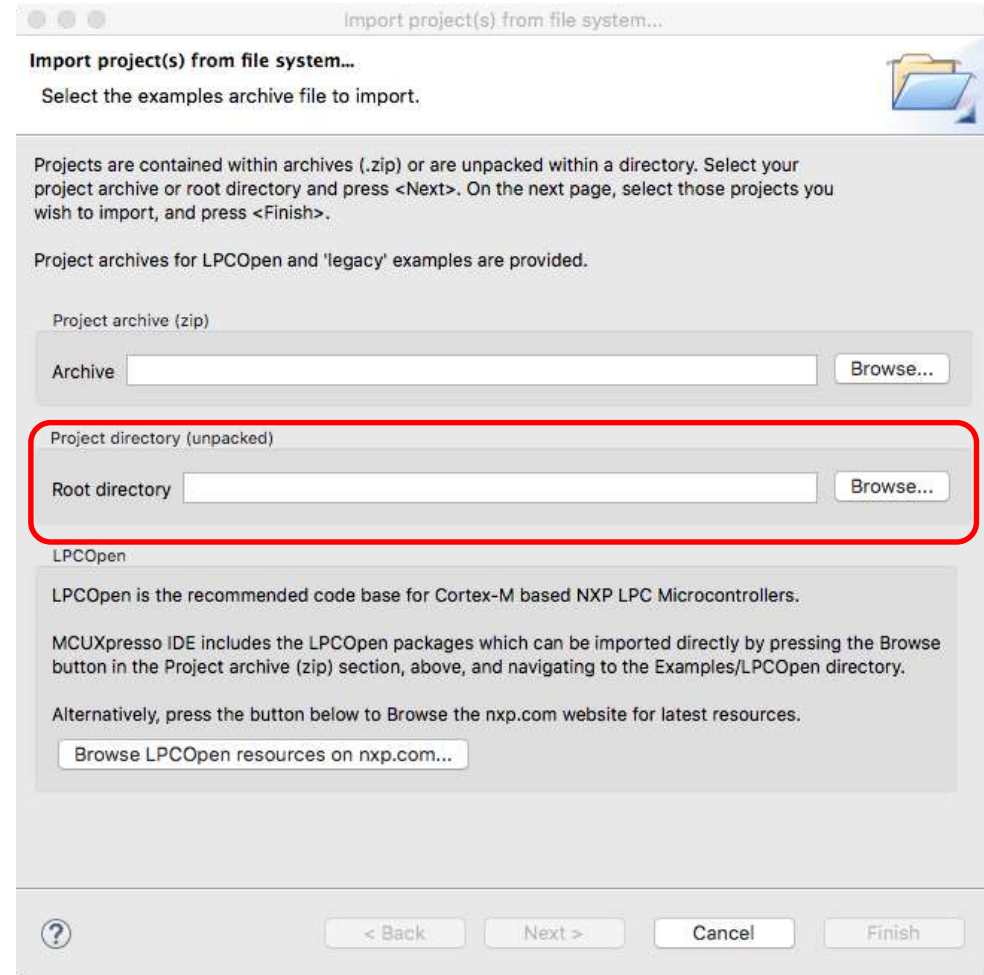 Import project(s) from file system...
Import project(s) from file system...
Select the examples archive file to import.
Projects are contained within archives (.zip) or are unpacked within a directory. Select your
project archive or root directory and press <Next>. On the next page, select those projects you
wish to import, and press <Finish>.
Project archives for LPCOpen and 'legacy' examples are provided.
Project archive (zip)
Archive Browse...
Project directory (unpacked)
Root directory Browse...
LPCOpen
LPCOpen is the recommended code base for Cortex-M based NXP LPC Microcontrollers.
MCUXpresso IDE includes the LPCOpen packages which can be imported directly by pressing the Browse
button in the Project archive (zip) section, above, and navigating to the Examples/LPCOpen directory.
Alternatively, press the button below to Browse the nxp.com website for latest resources.
Browse LPCOpen resources on nxp.com...
? < Back Next > Cancel Finish